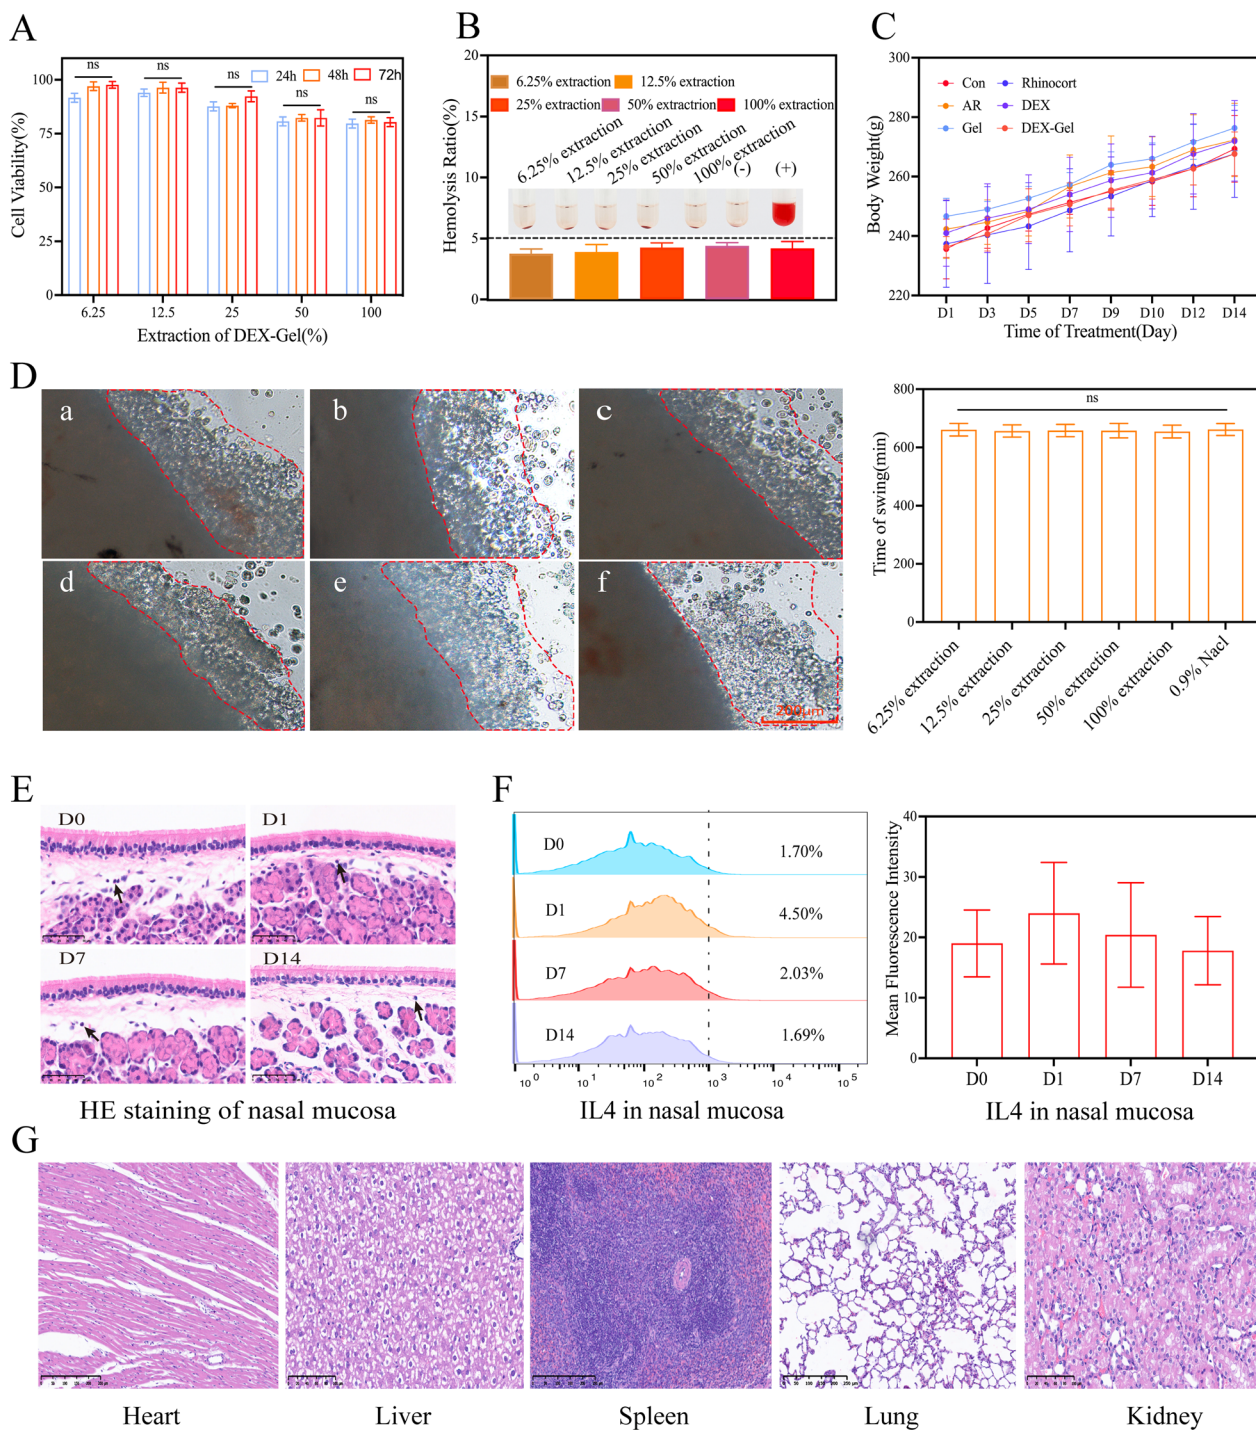 A
Cell Viability(%)
100
75
50
25
0
ns
ns
ns
ns
ns
24h 48h 72h
6.25 12.5 25 50 100
Extraction of DEX-Gel(%)
B
Hemolysis Ratio(%)
20
15
10
5
0
6.25% extraction 12.5% extraction
25% extraction 50% extractrion 100% extraction
6.25% extraction
12.5% extraction
25% extraction
50% extraction
100% extraction
(-)
(+)
C
Body Weight(g)
300
280
260
240
220
Con Rhinocort
AR DEX
Gel DEX-Gel
D1 D3 D5 D7 D9 D10 D12 D14
Time of Treatment(Day)
D
a
b
c
d
e
f
200μm
Time of swing(min)
800
600
400
200
0
ns
6.25% extraction
12.5% extraction
25% extraction
50% extraction
100% extraction
0.9% Nacl
E
D0
D1
D7
D14
HE staining of nasal mucosa
F
D0 1.70%
D1 4.50%
D7 2.03%
D14 1.69%
10⁰ 10¹ 10² 10³ 10⁴ 10⁵
IL4 in nasal mucosa
Mean Fluorescence Intensity
40
30
20
10
0
D0 D1 D7 D14
IL4 in nasal mucosa
G
Heart
Liver
Spleen
Lung
Kidney